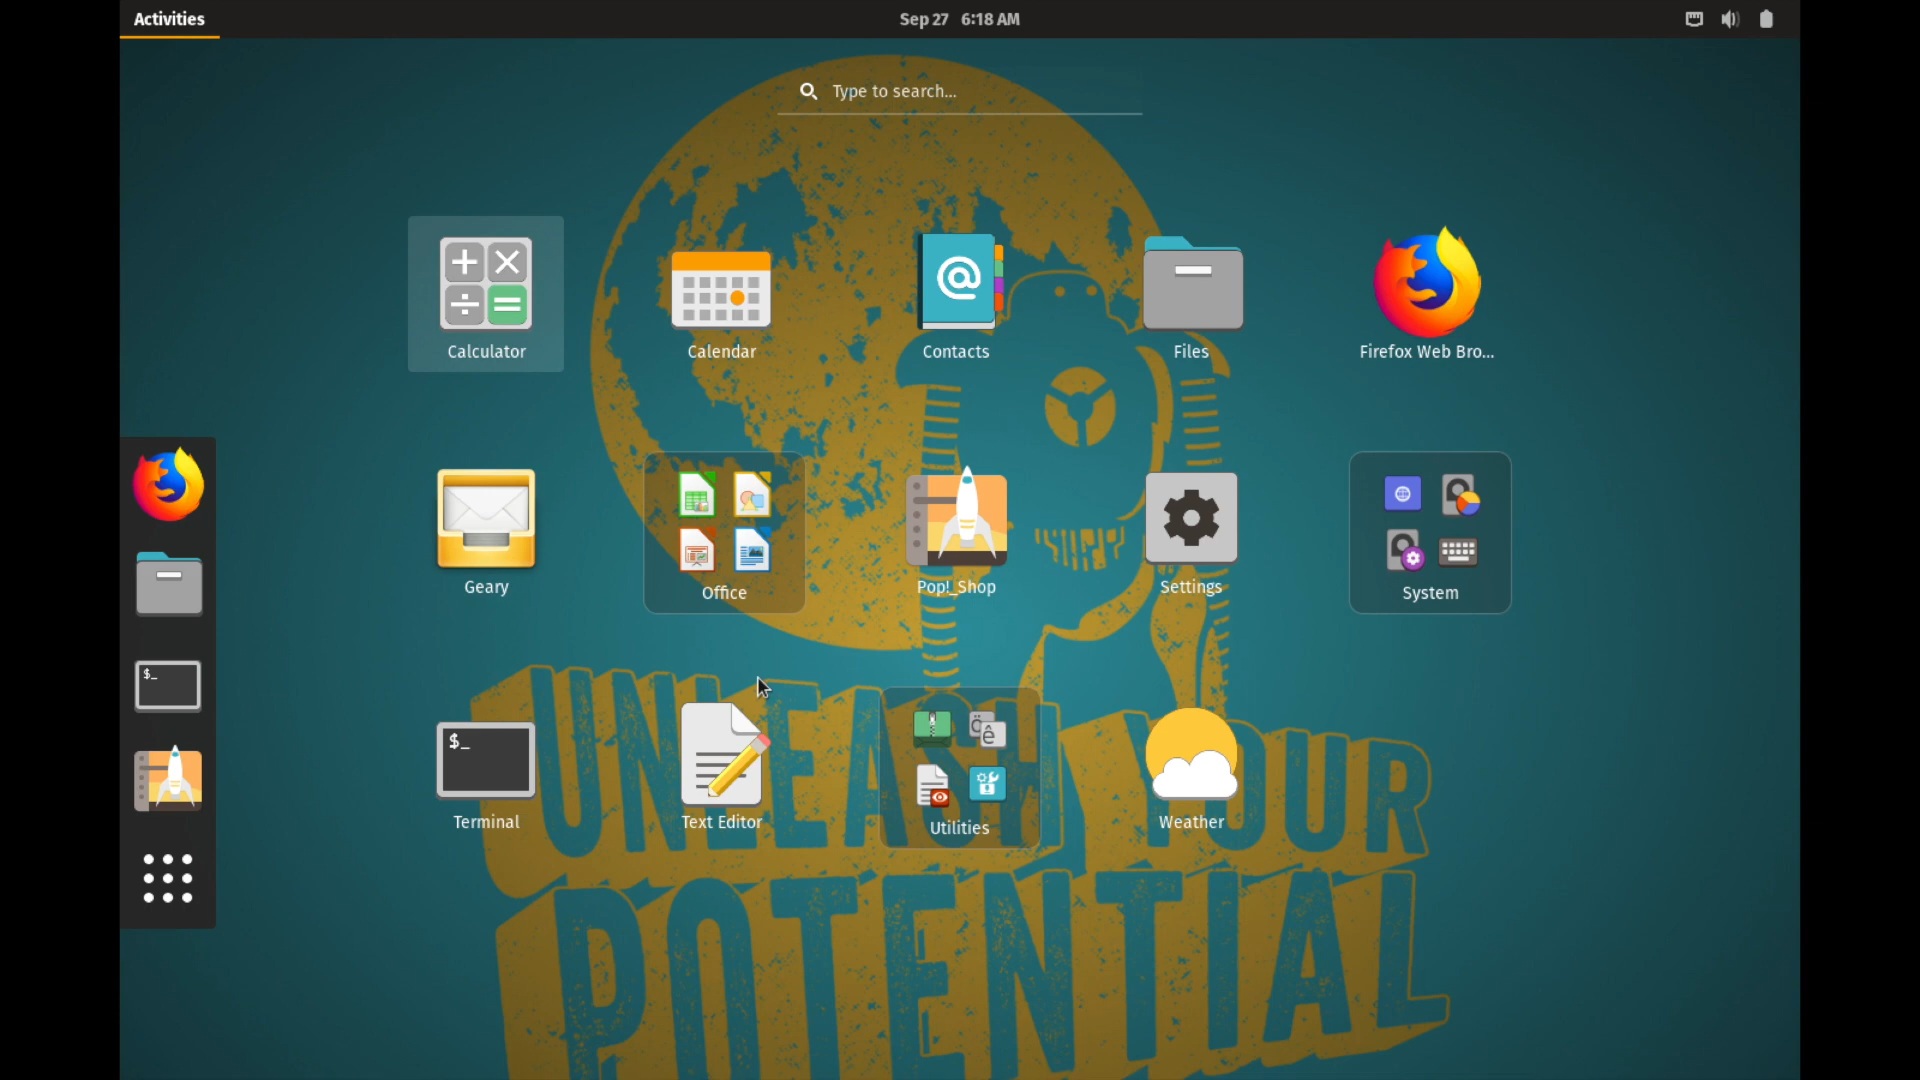 Activities
Sep 27 6:18 AM
Type to search...
Calculator
Calendar
Contacts
Files
Firefox Web Bro...
Geary
Office
Pop!_Shop
Settings
System
$_
$_
Terminal
Text Editor
Utilities
Weather
UNLEASH YOUR
POTENTIAL